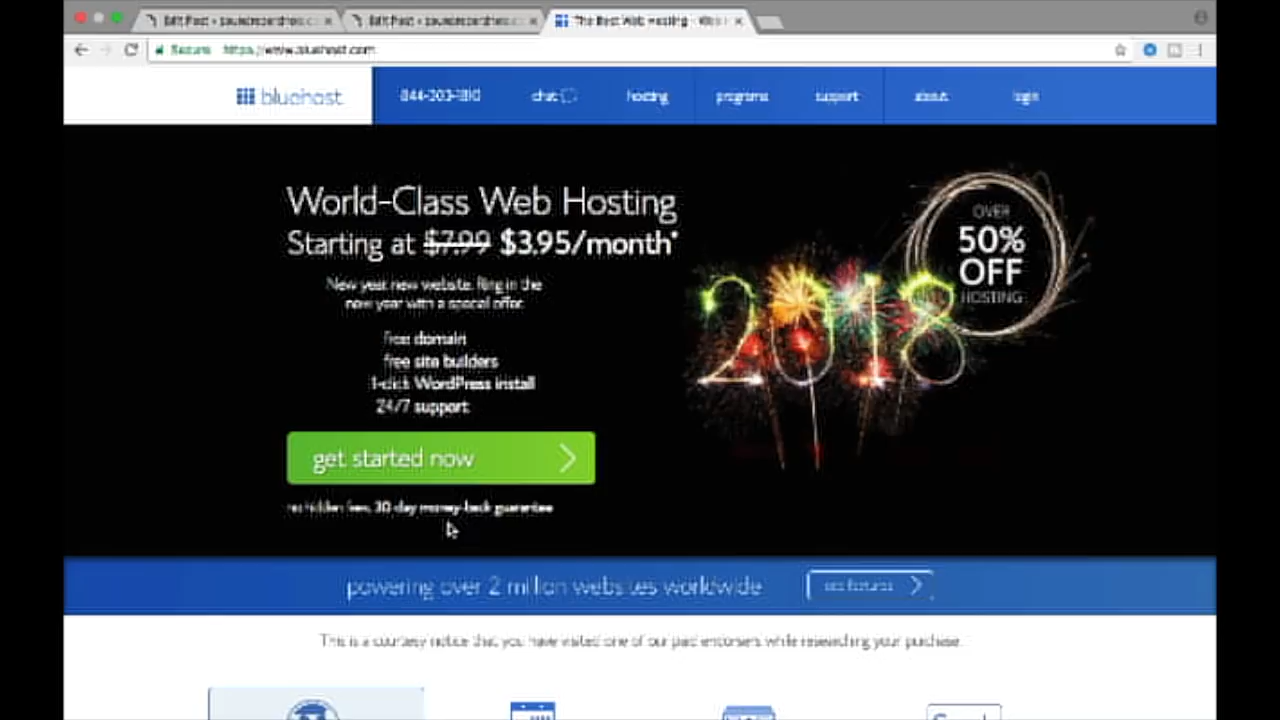 The Best Web Hosting
Secure https://www.bluehost.com
bluehost
chat
hosting
programs
support
about
login
World-Class Web Hosting
Starting at $7.99 $3.95/month*
New year new website. Ring in the
new year with a special offer.
free domain
free site builders
1-click WordPress install
24/7 support
get started now
no hidden fees, 30 day money-back guarantee
OVER
50%
OFF
HOSTING
2018
powering over 2 million websites worldwide
see features
This is a courtesy notice that you have visited one of our paid endorsers while researching your purchase.